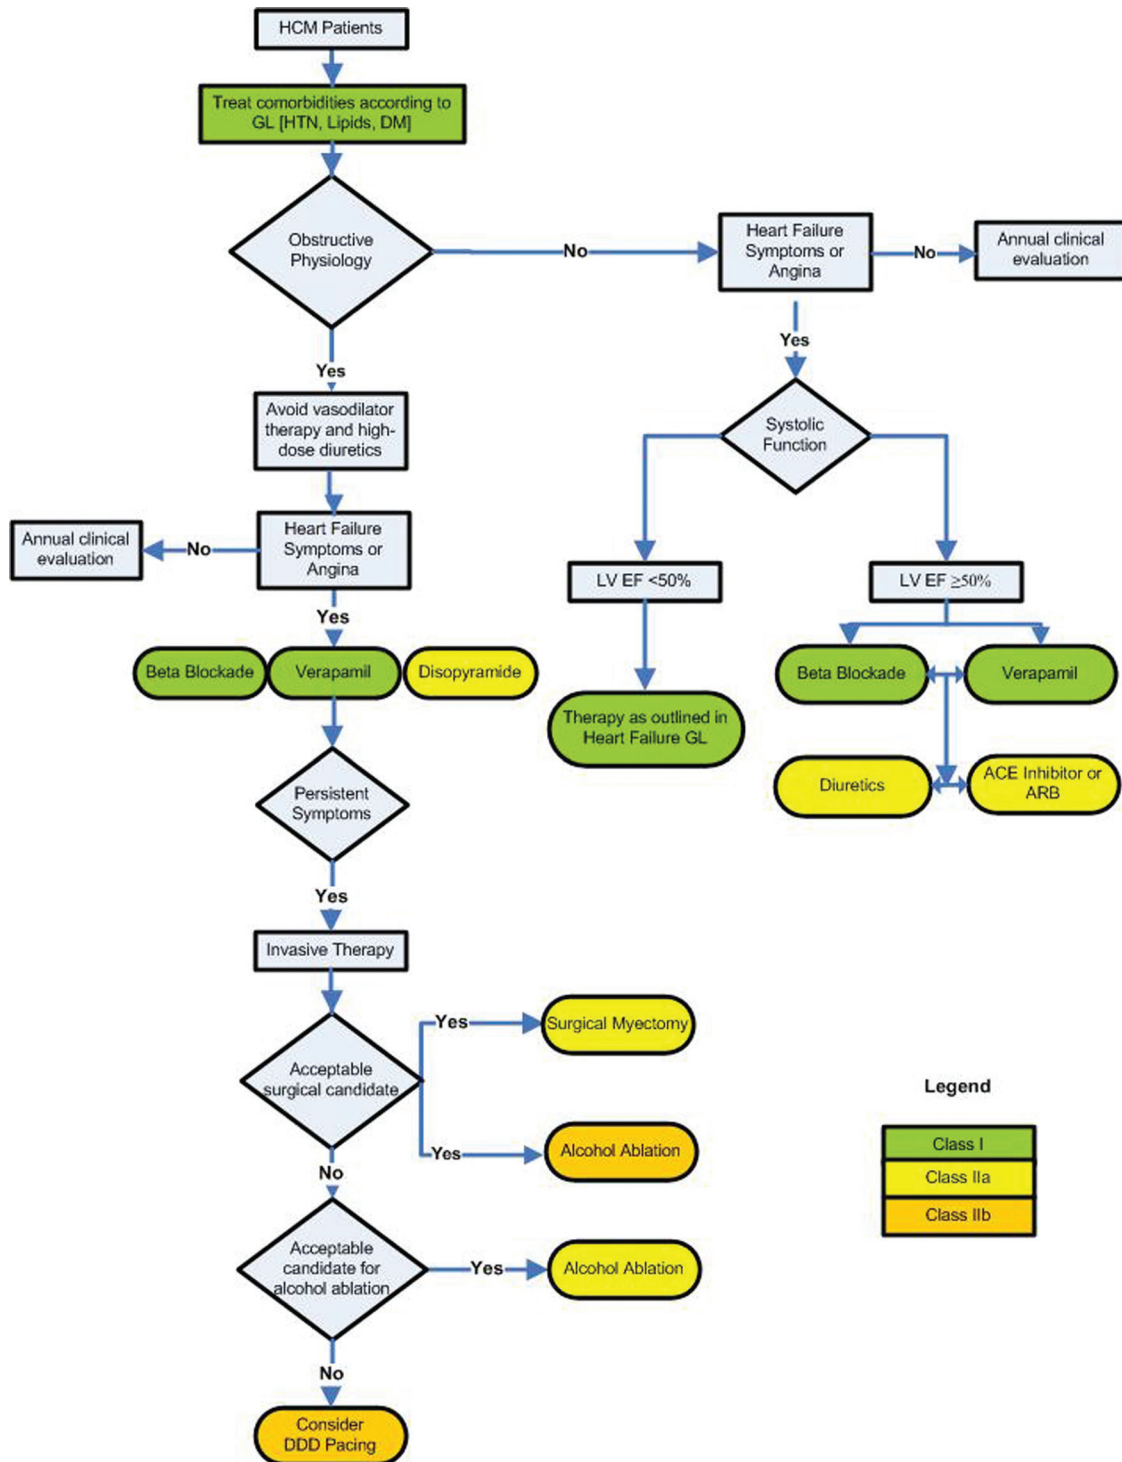 HCM Patients
Treat comorbidities according to
GL [HTN, Lipids, DM]
Obstructive
Physiology
No
Heart Failure
Symptoms or
Angina
No
Annual clinical
evaluation
Yes
Yes
Avoid vasodilator
therapy and high-
dose diuretics
Systolic
Function
Annual clinical
evaluation
No
Heart Failure
Symptoms or
Angina
LV EF <50%
LV EF ≥50%
Yes
Beta Blockade
Verapamil
Disopyramide
Beta Blockade
Verapamil
Therapy as outlined in
Heart Failure GL
Diuretics
ACE Inhibitor or
ARB
Persistent
Symptoms
Yes
Invasive Therapy
Yes
Surgical Myectomy
Acceptable
surgical candidate
Yes
Alcohol Ablation
No
Acceptable
candidate for
alcohol ablation
Yes
Alcohol Ablation
No
Consider
DDD Pacing
Legend
Class I
Class IIa
Class IIb